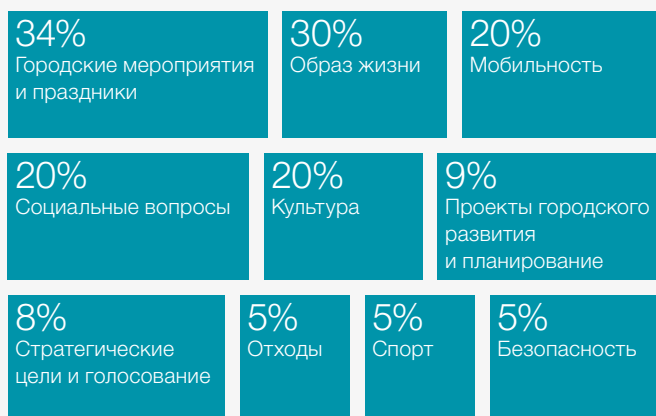 34%
Городские мероприятия
и праздники
30%
Образ жизни
20%
Мобильность
20%
Социальные вопросы
20%
Культура
9%
Проекты городского
развития
и планирование
8%
Стратегические
цели и голосование
5%
Отходы
5%
Спорт
5%
Безопасность